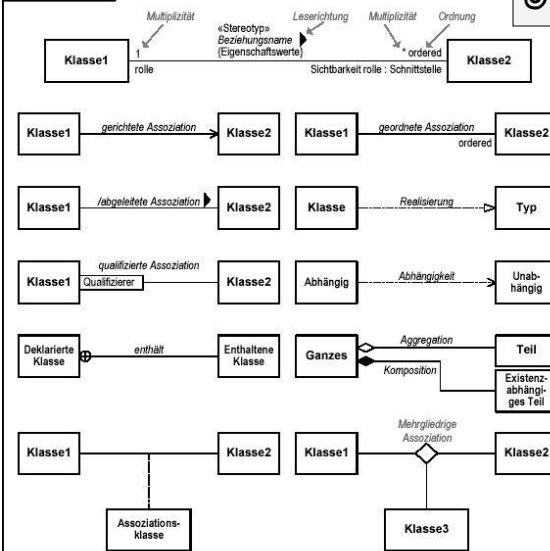 Multiplizität
Leserichtung
Multiplizität
Ordnung
«Stereotyp»
Beziehungsname
{Eigenschaftswerte}
Klasse1
1
rolle
* ordered
Sichtbarkeit rolle : Schnittstelle
Klasse2
Klasse1
gerichtete Assoziation
Klasse2
Klasse1
geordnete Assoziation
ordered
Klasse2
Klasse1
/abgeleitete Assoziation
Klasse2
Klasse
Realisierung
Typ
Klasse1
qualifizierte Assoziation
Qualifizierer
Klasse2
Abhängig
Abhängigkeit
Unab-
hängig
Deklarierte
Klasse
enthält
Enthaltene
Klasse
Ganzes
Aggregation
Teil
Komposition
Existenz-
abhängi-
ges Teil
Klasse1
Klasse2
Assoziations-
klasse
Klasse1
Mehrgliedrige
Assoziation
Klasse2
Klasse3